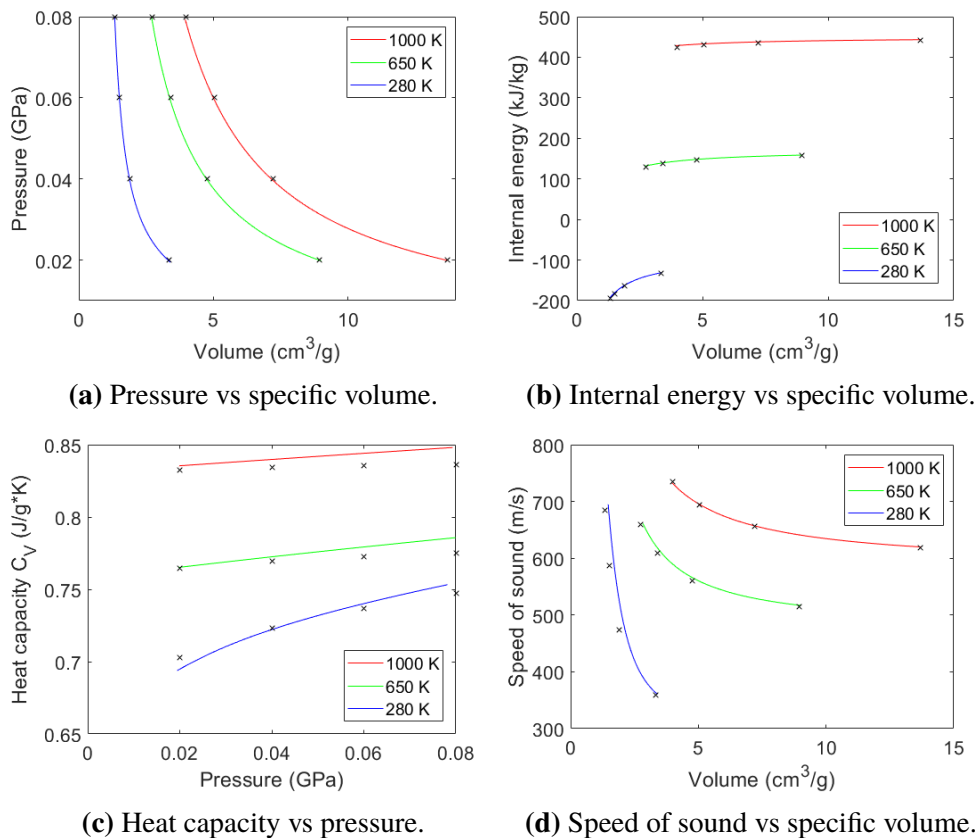 0.08
0.06
0.04
0.02
Pressure (GPa)
1000 K
650 K
280 K
0
5
10
Volume (cm³/g)
(a) Pressure vs specific volume.
500
400
300
200
100
0
-100
-200
Internal energy (kJ/kg)
1000 K
650 K
280 K
0
5
10
15
Volume (cm³/g)
(b) Internal energy vs specific volume.
0.85
0.8
0.75
0.7
0.65
Heat capacity C_V (J/g*K)
1000 K
650 K
280 K
0
0.02
0.04
0.06
0.08
Pressure (GPa)
(c) Heat capacity vs pressure.
800
700
600
500
400
300
Speed of sound (m/s)
1000 K
650 K
280 K
0
5
10
15
Volume (cm³/g)
(d) Speed of sound vs specific volume.